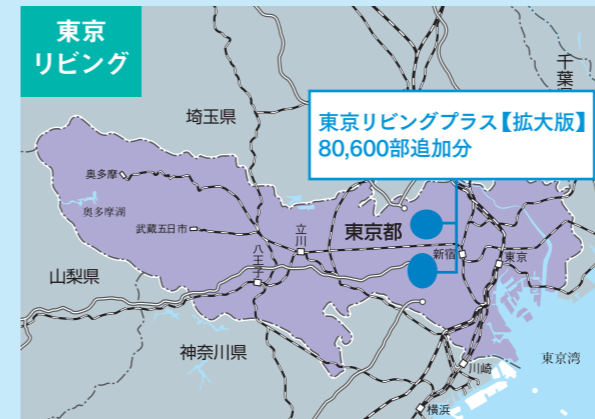 東京
リビング
千葉
埼玉県
東京リビングプラス【拡大版】
80,600部追加分
奥多摩
奥多摩湖
武蔵五日市
立川
八王子
東京都
新宿
東京
山梨県
神奈川県
川崎
東京湾
横浜